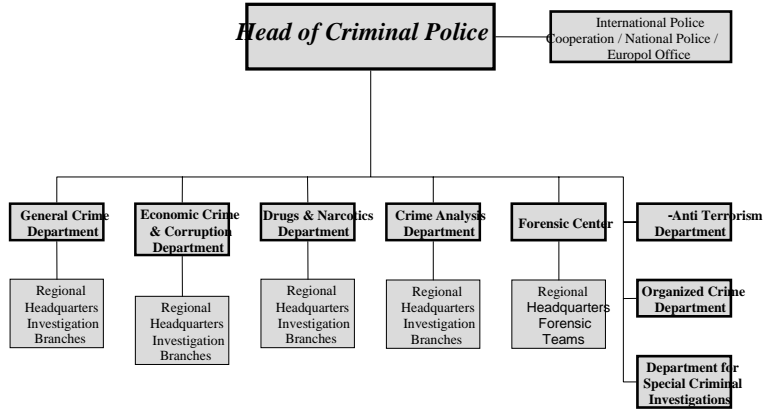 Head of Criminal Police
International Police
Cooperation / National Police /
Europol Office
General Crime
Department
Economic Crime
& Corruption
Department
Drugs & Narcotics
Department
Crime Analysis
Department
Forensic Center
-Anti Terrorism
Department
Regional
Headquarters
Investigation
Branches
Regional
Headquarters
Investigation
Branches
Regional
Headquarters
Investigation
Branches
Regional
Headquarters
Investigation
Branches
Regional
Headquarters
Forensic
Teams
Organized Crime
Department
Department for
Special Criminal
Investigations